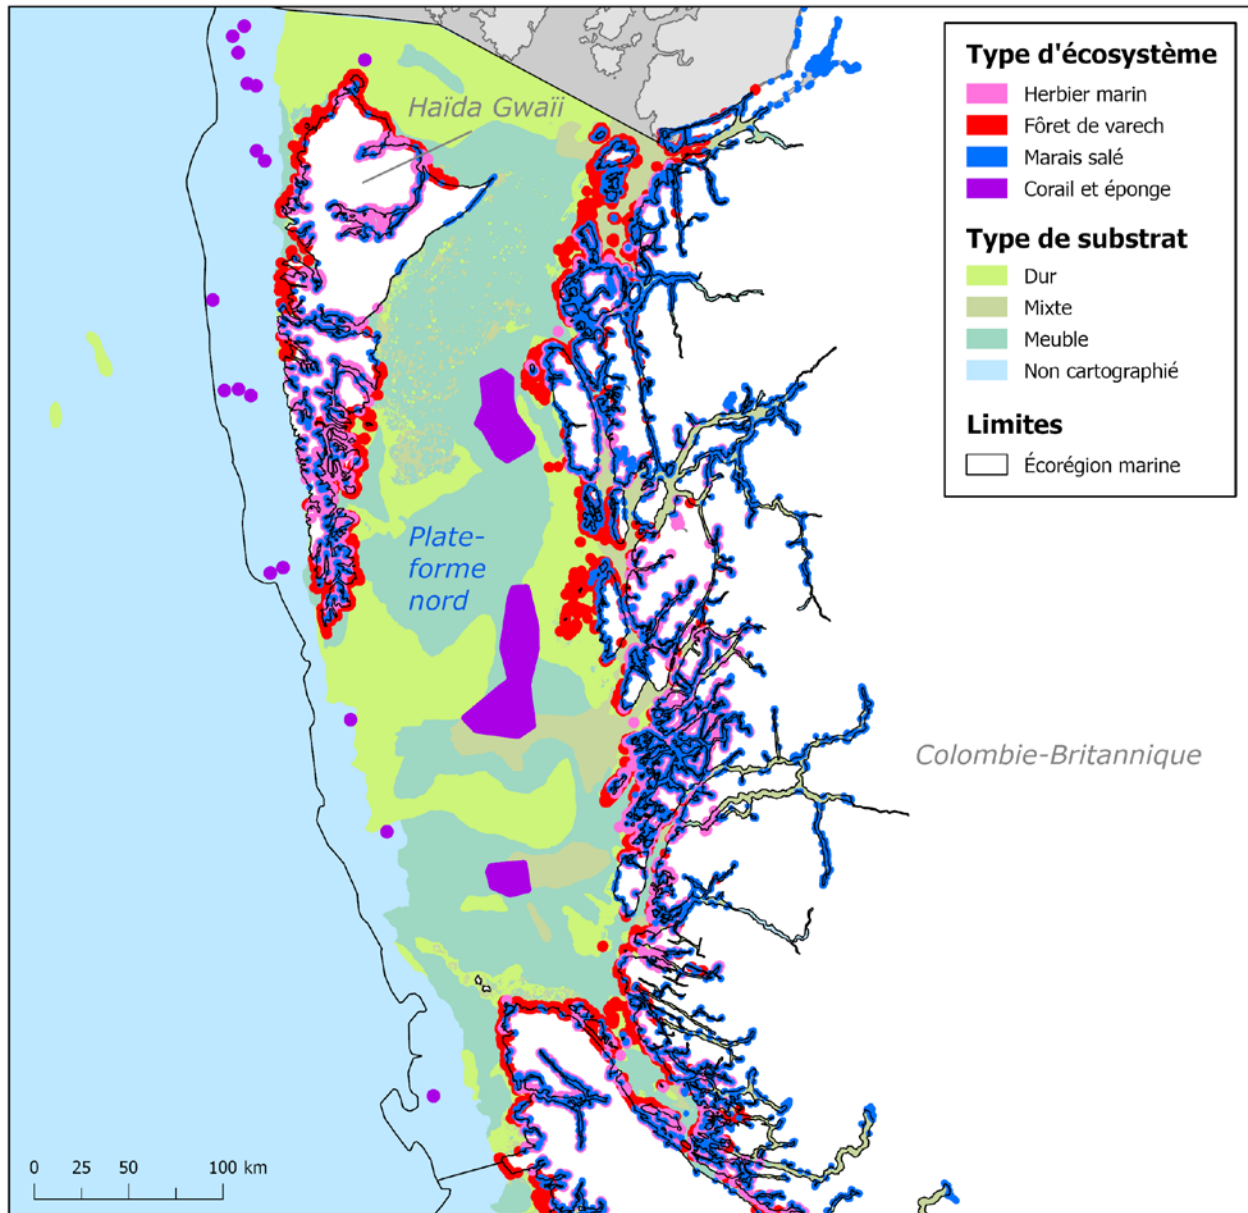 Haïda Gwaïi
Plate-
forme
nord
Colombie-Britannique
Type d'écosystème
Herbier marin
Fôret de varech
Marais salé
Corail et éponge
Type de substrat
Dur
Mixte
Meuble
Non cartographié
Limites
Écorégion marine
0 25 50 100 km